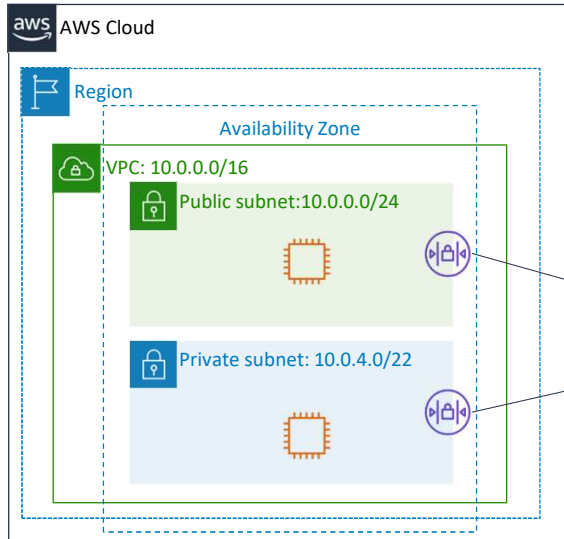 aws AWS Cloud
Region
Availability Zone
VPC: 10.0.0.0/16
Public subnet:10.0.0.0/24
Private subnet: 10.0.4.0/22